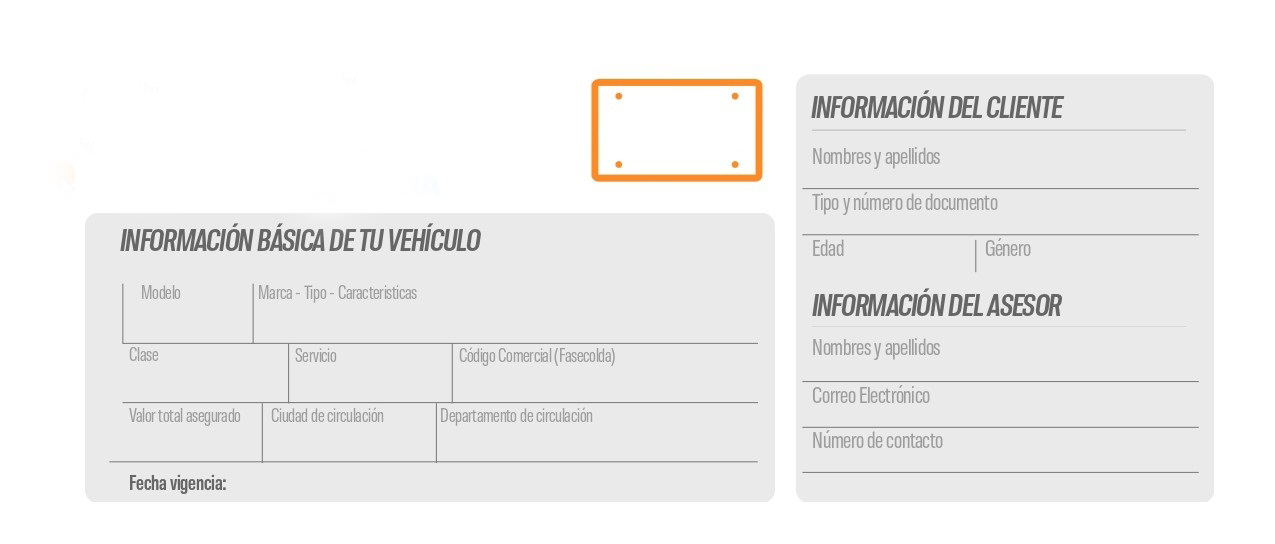 INFORMACIÓN BÁSICA DE TU VEHÍCULO
Modelo
Marca - Tipo - Caracteristicas
Clase
Servicio
Código Comercial (Fasecolda)
Valor total asegurado
Ciudad de circulación
Departamento de circulación
Fecha vigencia:
INFORMACIÓN DEL CLIENTE
Nombres y apellidos
Tipo y número de documento
Edad
Género
INFORMACIÓN DEL ASESOR
Nombres y apellidos
Correo Electrónico
Número de contacto